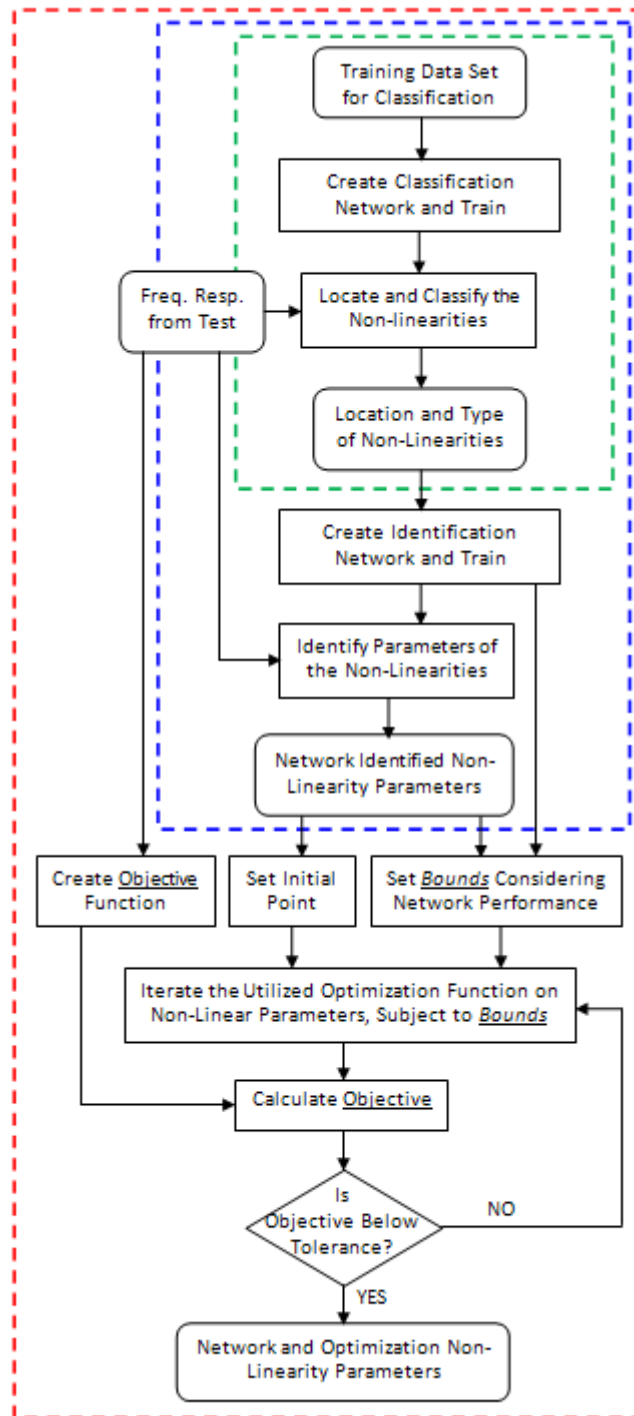 Training Data Set
for Classification
Create Classification
Network and Train
Freq. Resp.
from Test
Locate and Classify the
Non-linearities
Location and Type
of Non-Linearities
Create Identification
Network and Train
Identify Parameters of
the Non-Linearities
Network Identified Non-
Linearity Parameters
Create Objective
Function
Set Initial
Point
Set Bounds Considering
Network Performance
Iterate the Utilized Optimization Function on
Non-Linear Parameters, Subject to Bounds
Calculate Objective
Is
Objective Below
Tolerance?
NO
YES
Network and Optimization Non-
Linearity Parameters